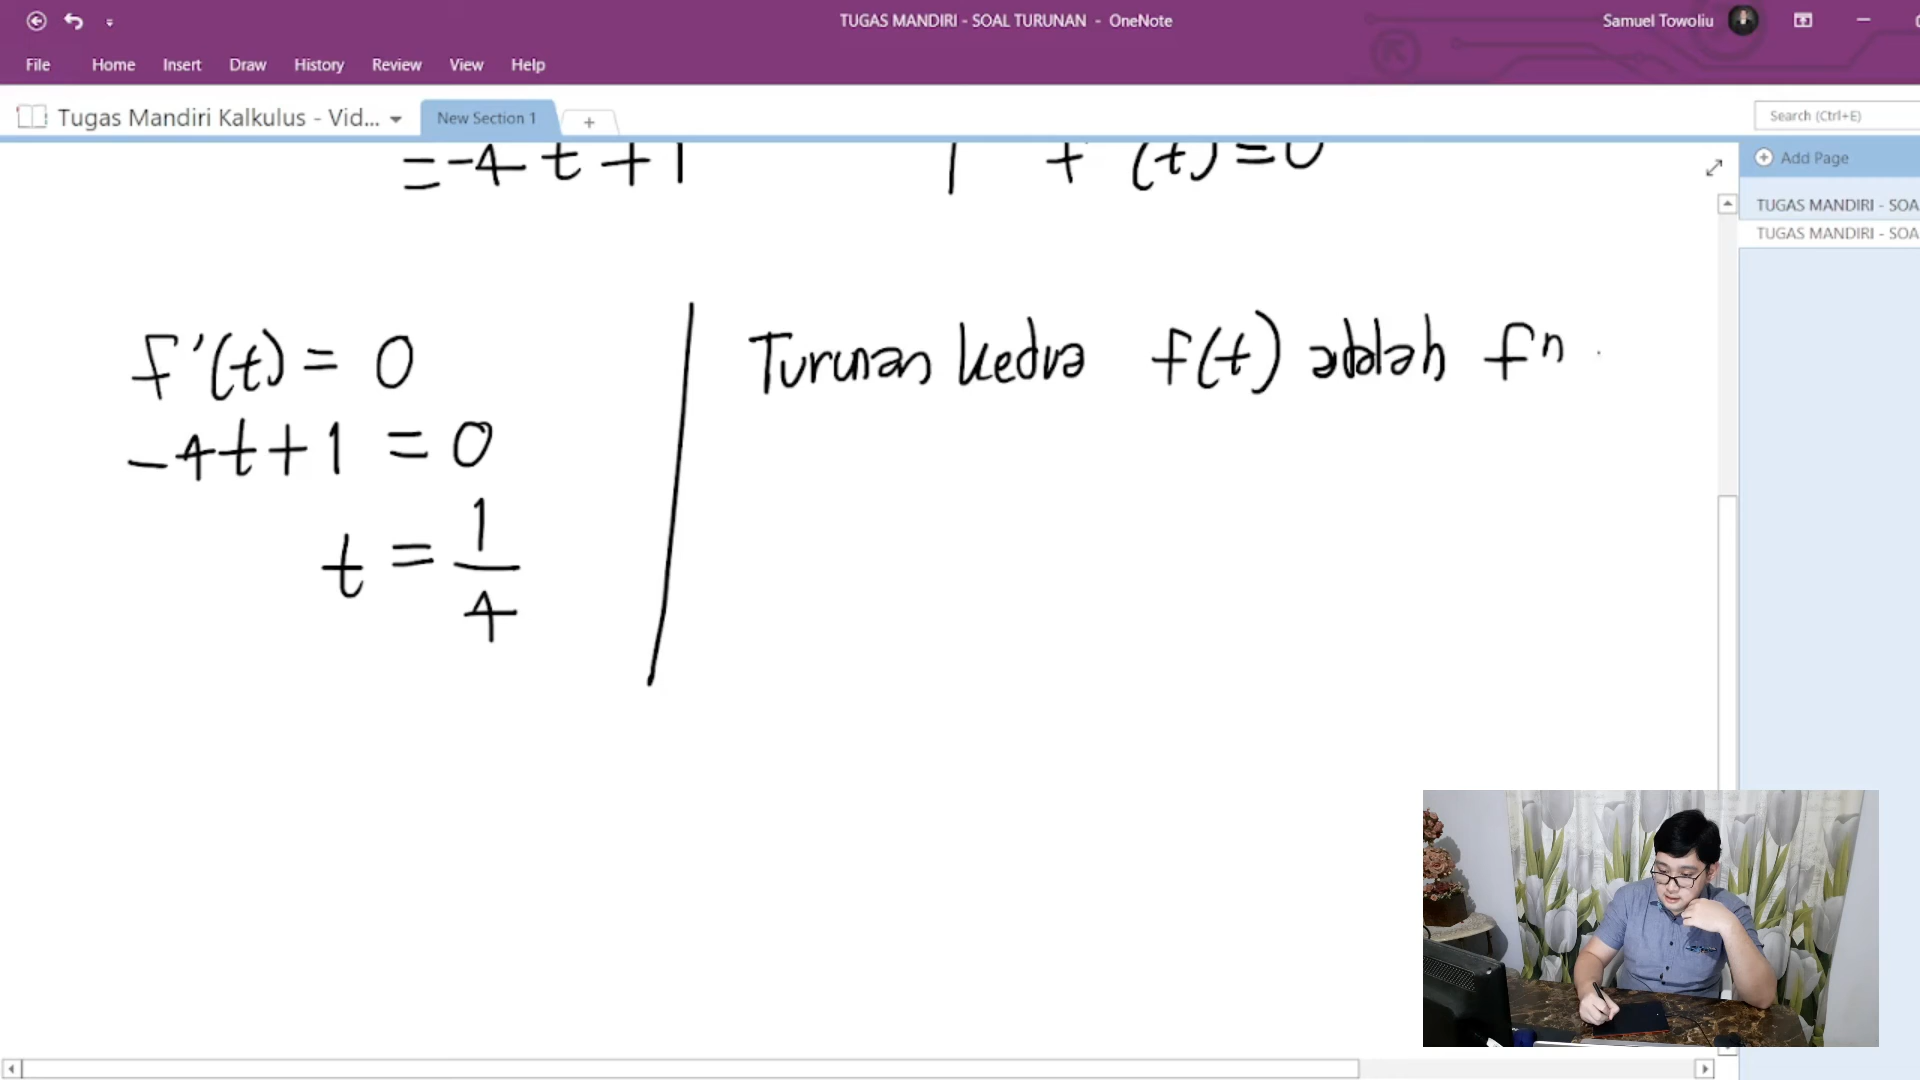 TUGAS MANDIRI - SOAL TURUNAN - OneNote
Samuel Towoliu
File Home Insert Draw History Review View Help
Tugas Mandiri Kalkulus - Vid...
New Section 1
+
Search (Ctrl+E)
Add Page
TUGAS MANDIRI - SOA
TUGAS MANDIRI - SOA
= -4t + 1
f'(t) = 0
f'(t) = 0
-4t + 1 = 0
t = 1/4
Turunan kedua f(t) adalah f"